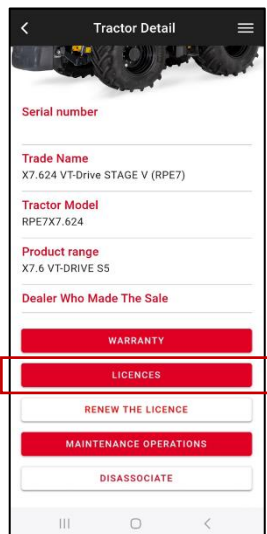 Tractor Detail
Serial number
Trade Name
X7.624 VT-Drive STAGE V (RPE7)
Tractor Model
RPE7X7.624
Product range
X7.6 VT-DRIVE S5
Dealer Who Made The Sale
WARRANTY
LICENCES
RENEW THE LICENCE
MAINTENANCE OPERATIONS
DISASSOCIATE